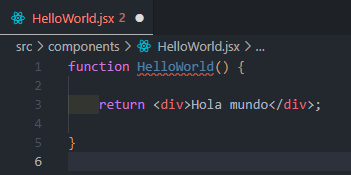 HelloWorld.jsx 2
src > components > HelloWorld.jsx > ...
1 function HelloWorld() {
2
3 return <div>Hola mundo</div>;
4
5 }
6